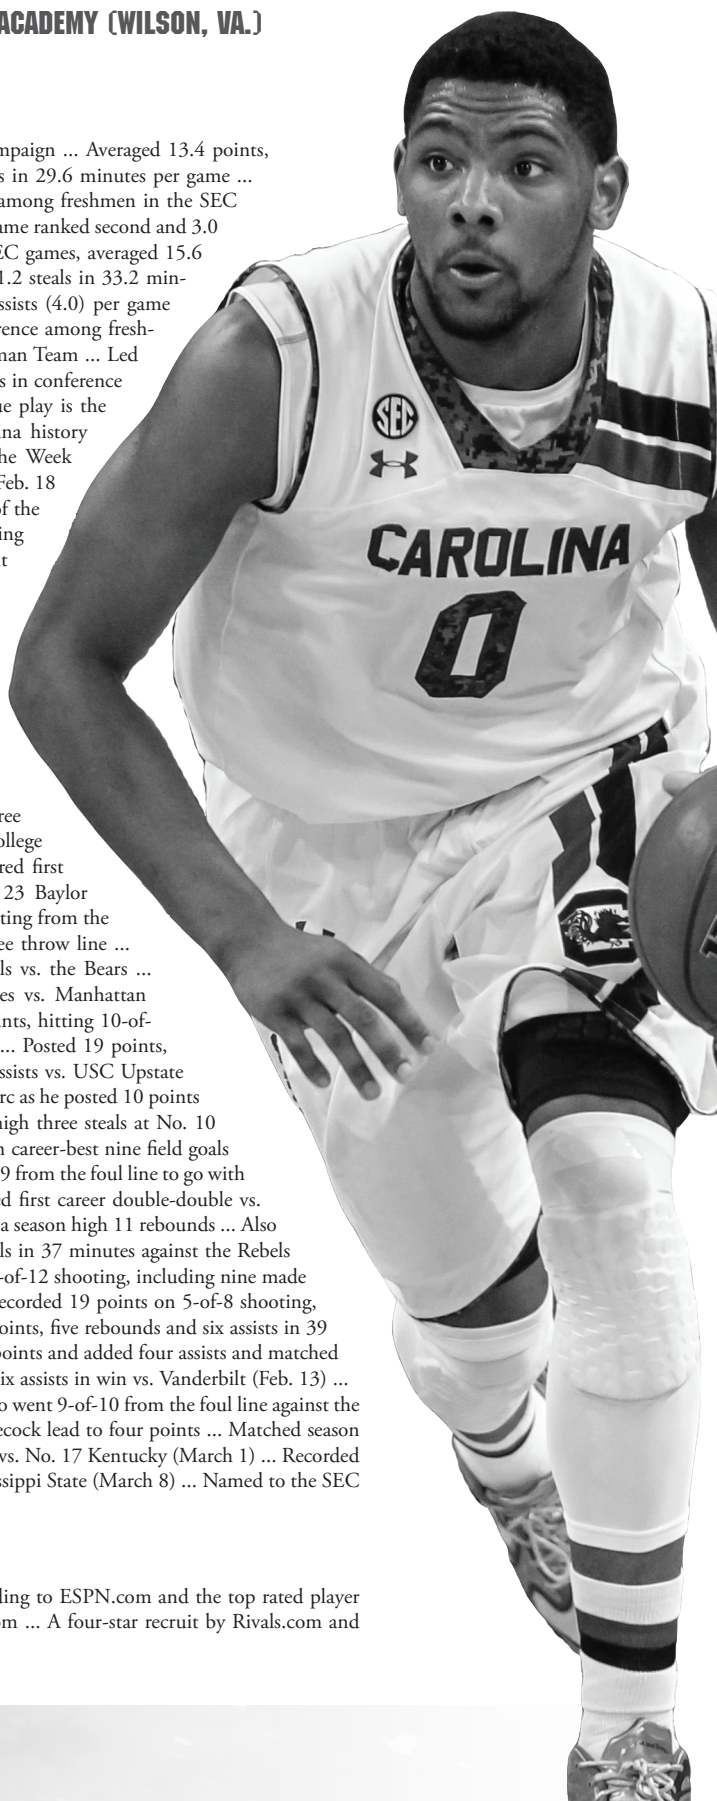 ACADEMY (WILSON, VA.)
mpaign ... Averaged 13.4 points,
s in 29.6 minutes per game ...
among freshmen in the SEC
ame ranked second and 3.0
EC games, averaged 15.6
1.2 steals in 33.2 min-
ssists (4.0) per game
rence among fresh-
man Team ... Led
s in conference
ue play is the
ina history
he Week
Feb. 18
of the
ing
t
SEC
CAROLINA
0
ree
ollege
red first
23 Baylor
ting from the
ee throw line ...
ls vs. the Bears ...
es vs. Manhattan
ints, hitting 10-of-
... Posted 19 points,
ssists vs. USC Upstate
rc as he posted 10 points
high three steals at No. 10
n career-best nine field goals
9 from the foul line to go with
ed first career double-double vs.
a season high 11 rebounds ... Also
ls in 37 minutes against the Rebels
-of-12 shooting, including nine made
ecorded 19 points on 5-of-8 shooting,
oints, five rebounds and six assists in 39
points and added four assists and matched
ix assists in win vs. Vanderbilt (Feb. 13) ...
o went 9-of-10 from the foul line against the
ecock lead to four points ... Matched season
vs. No. 17 Kentucky (March 1) ... Recorded
ssippi State (March 8) ... Named to the SEC
ding to ESPN.com and the top rated player
om ... A four-star recruit by Rivals.com and